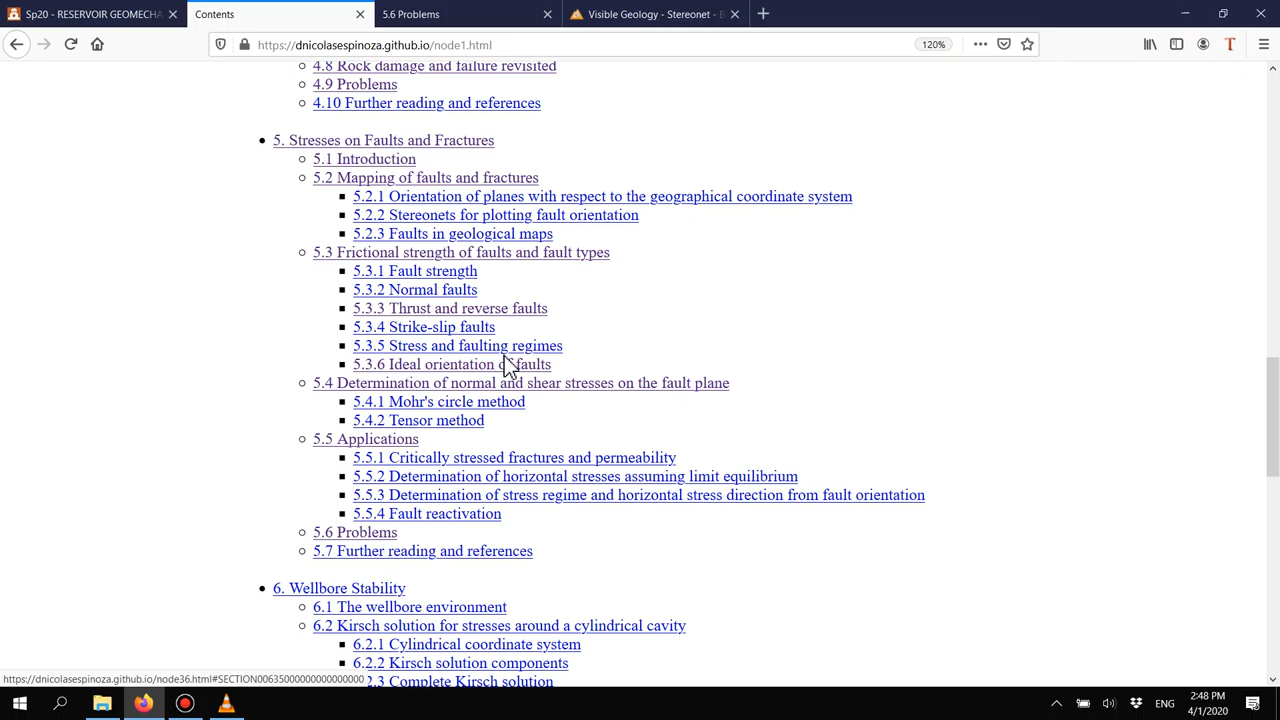 Sp20 - RESERVOIR GEOMECHA
Contents
5.6 Problems
Visible Geology - Stereonet -
https://dnicolasespinoza.github.io/node1.html
120%
4.8 Rock damage and failure revisited
4.9 Problems
4.10 Further reading and references
5. Stresses on Faults and Fractures
5.1 Introduction
5.2 Mapping of faults and fractures
5.2.1 Orientation of planes with respect to the geographical coordinate system
5.2.2 Stereonets for plotting fault orientation
5.2.3 Faults in geological maps
5.3 Frictional strength of faults and fault types
5.3.1 Fault strength
5.3.2 Normal faults
5.3.3 Thrust and reverse faults
5.3.4 Strike-slip faults
5.3.5 Stress and faulting regimes
5.3.6 Ideal orientation of faults
5.4 Determination of normal and shear stresses on the fault plane
5.4.1 Mohr's circle method
5.4.2 Tensor method
5.5 Applications
5.5.1 Critically stressed fractures and permeability
5.5.2 Determination of horizontal stresses assuming limit equilibrium
5.5.3 Determination of stress regime and horizontal stress direction from fault orientation
5.5.4 Fault reactivation
5.6 Problems
5.7 Further reading and references
6. Wellbore Stability
6.1 The wellbore environment
6.2 Kirsch solution for stresses around a cylindrical cavity
6.2.1 Cylindrical coordinate system
6.2.2 Kirsch solution components
2.3 Complete Kirsch solution
https://dnicolasespinoza.github.io/node36.html#SECTION00635000000000000000
ENG
2:48 PM
4/1/2020